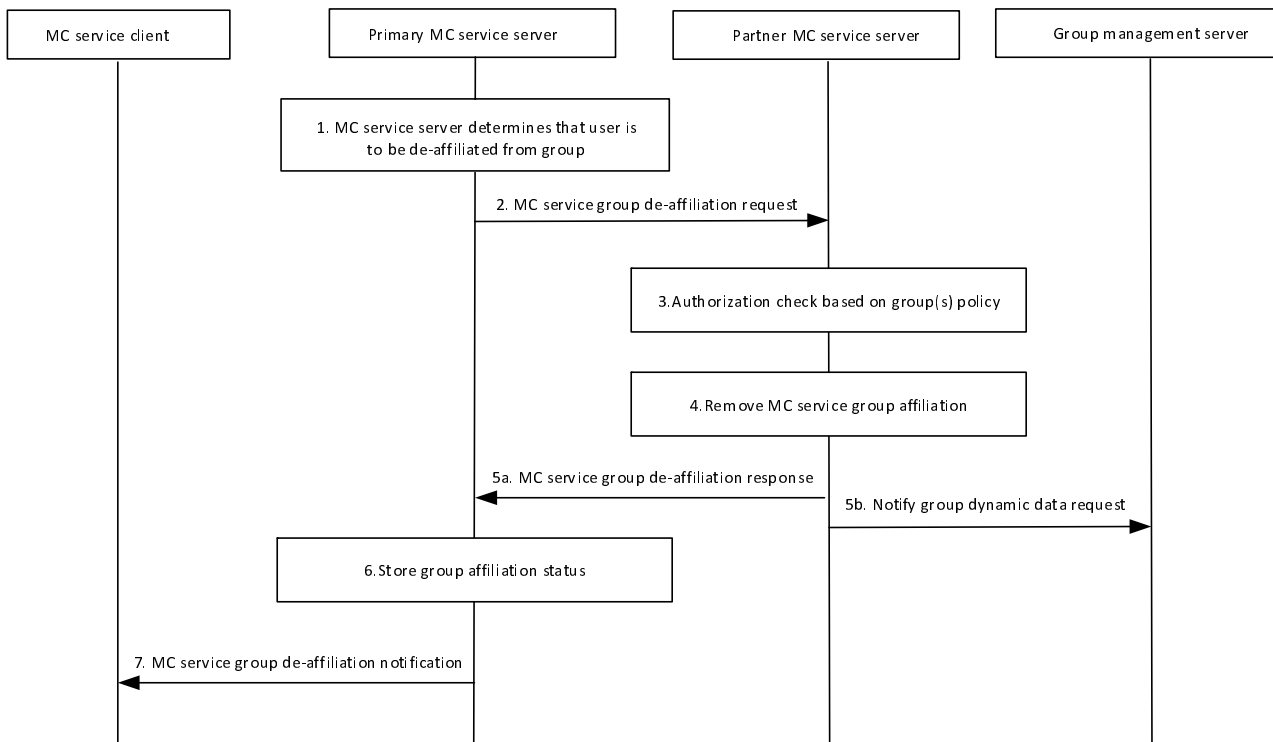 MC service client
Primary MC service server
Partner MC service server
Group management server
1. MC service server determines that user is
to be de-affiliated from group
2. MC service group de-affiliation request
3.Authorization check based on group(s) policy
4.Remove MC service group affiliation
5a. MC service group de-affiliation response
5b. Notify group dynamic data request
6.Store group affiliation status
7. MC service group de-affiliation notification